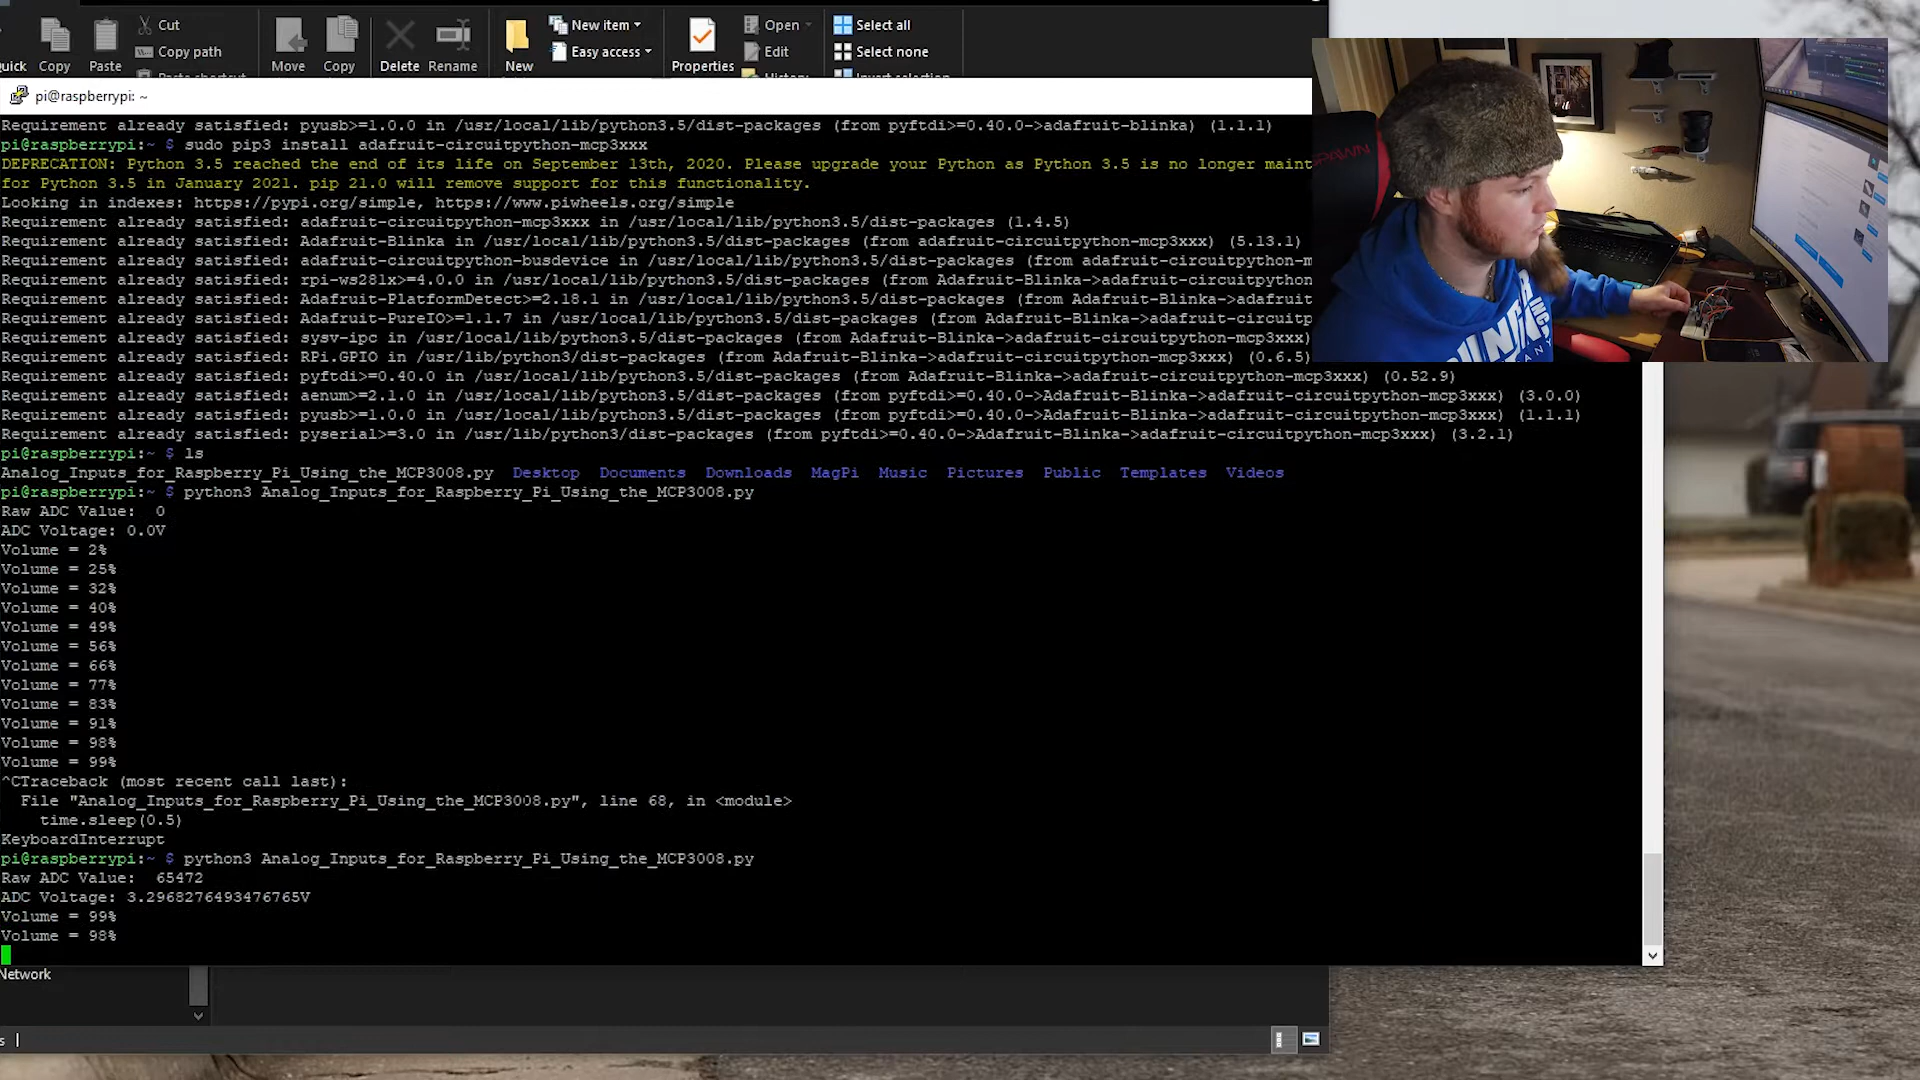 Cut
New item
Open
Select all
Copy path
Easy access
Edit
Select none
Quick
Copy
Paste
Move
Copy
Delete
Rename
New
Properties
pi@raspberrypi: ~
Requirement already satisfied: pyusb>=1.0.0 in /usr/local/lib/python3.5/dist-packages (from pyftdi>=0.40.0->adafruit-blinka) (1.1.1)
pi@raspberrypi:~ $ sudo pip3 install adafruit-circuitpython-mcp3xxx
DEPRECATION: Python 3.5 reached the end of its life on September 13th, 2020. Please upgrade your Python as Python 3.5 is no longer maint
for Python 3.5 in January 2021. pip 21.0 will remove support for this functionality.
Looking in indexes: https://pypi.org/simple, https://www.piwheels.org/simple
Requirement already satisfied: adafruit-circuitpython-mcp3xxx in /usr/local/lib/python3.5/dist-packages (1.4.5)
Requirement already satisfied: Adafruit-Blinka in /usr/local/lib/python3.5/dist-packages (from adafruit-circuitpython-mcp3xxx) (5.13.1)
Requirement already satisfied: adafruit-circuitpython-busdevice in /usr/local/lib/python3.5/dist-packages (from adafruit-circuitpython-m
Requirement already satisfied: rpi-ws281x>=4.0.0 in /usr/local/lib/python3.5/dist-packages (from Adafruit-Blinka->adafruit-circuitpython
Requirement already satisfied: Adafruit-PlatformDetect>=2.18.1 in /usr/local/lib/python3.5/dist-packages (from Adafruit-Blinka->adafruit
Requirement already satisfied: Adafruit-PureIO>=1.1.7 in /usr/local/lib/python3.5/dist-packages (from Adafruit-Blinka->adafruit-circuitp
Requirement already satisfied: sysv-ipc in /usr/local/lib/python3.5/dist-packages (from Adafruit-Blinka->adafruit-circuitpython-mcp3xxx)
Requirement already satisfied: RPi.GPIO in /usr/lib/python3/dist-packages (from Adafruit-Blinka->adafruit-circuitpython-mcp3xxx) (0.6.5)
Requirement already satisfied: pyftdi>=0.40.0 in /usr/local/lib/python3.5/dist-packages (from Adafruit-Blinka->adafruit-circuitpython-mcp3xxx) (0.52.9)
Requirement already satisfied: aenum>=2.1.0 in /usr/local/lib/python3.5/dist-packages (from pyftdi>=0.40.0->Adafruit-Blinka->adafruit-circuitpython-mcp3xxx) (3.0.0)
Requirement already satisfied: pyusb>=1.0.0 in /usr/local/lib/python3.5/dist-packages (from pyftdi>=0.40.0->Adafruit-Blinka->adafruit-circuitpython-mcp3xxx) (1.1.1)
Requirement already satisfied: pyserial>=3.0 in /usr/lib/python3/dist-packages (from pyftdi>=0.40.0->Adafruit-Blinka->adafruit-circuitpython-mcp3xxx) (3.2.1)
pi@raspberrypi:~ $ ls
Analog_Inputs_for_Raspberry_Pi_Using_the_MCP3008.py Desktop Documents Downloads MagPi Music Pictures Public Templates Videos
pi@raspberrypi:~ $ python3 Analog_Inputs_for_Raspberry_Pi_Using_the_MCP3008.py
Raw ADC Value: 0
ADC Voltage: 0.0V
Volume = 2%
Volume = 25%
Volume = 32%
Volume = 40%
Volume = 49%
Volume = 56%
Volume = 66%
Volume = 77%
Volume = 83%
Volume = 91%
Volume = 98%
Volume = 99%
^CTraceback (most recent call last):
File "Analog_Inputs_for_Raspberry_Pi_Using_the_MCP3008.py", line 68, in <module>
time.sleep(0.5)
KeyboardInterrupt
pi@raspberrypi:~ $ python3 Analog_Inputs_for_Raspberry_Pi_Using_the_MCP3008.py
Raw ADC Value: 65472
ADC Voltage: 3.2968276493476765V
Volume = 99%
Volume = 98%
Network